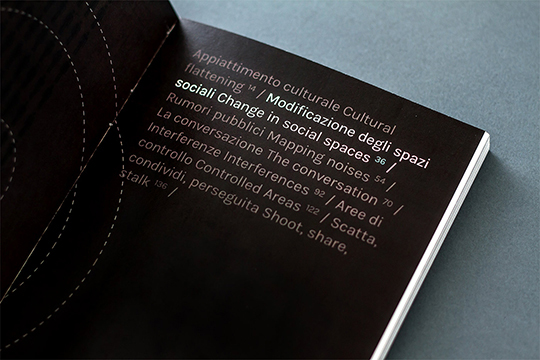 Appiattimento culturale Cultural
flattening 14 / Modificazione degli spazi
sociali Change in social spaces 36 /
Rumori pubblici Mapping noises 54 /
La conversazione The conversation 70 /
Interferenze Interferences 92 / Aree di
controllo Controlled Areas 122 / Scatta,
condividi, perseguita Shoot, share,
stalk 136 /